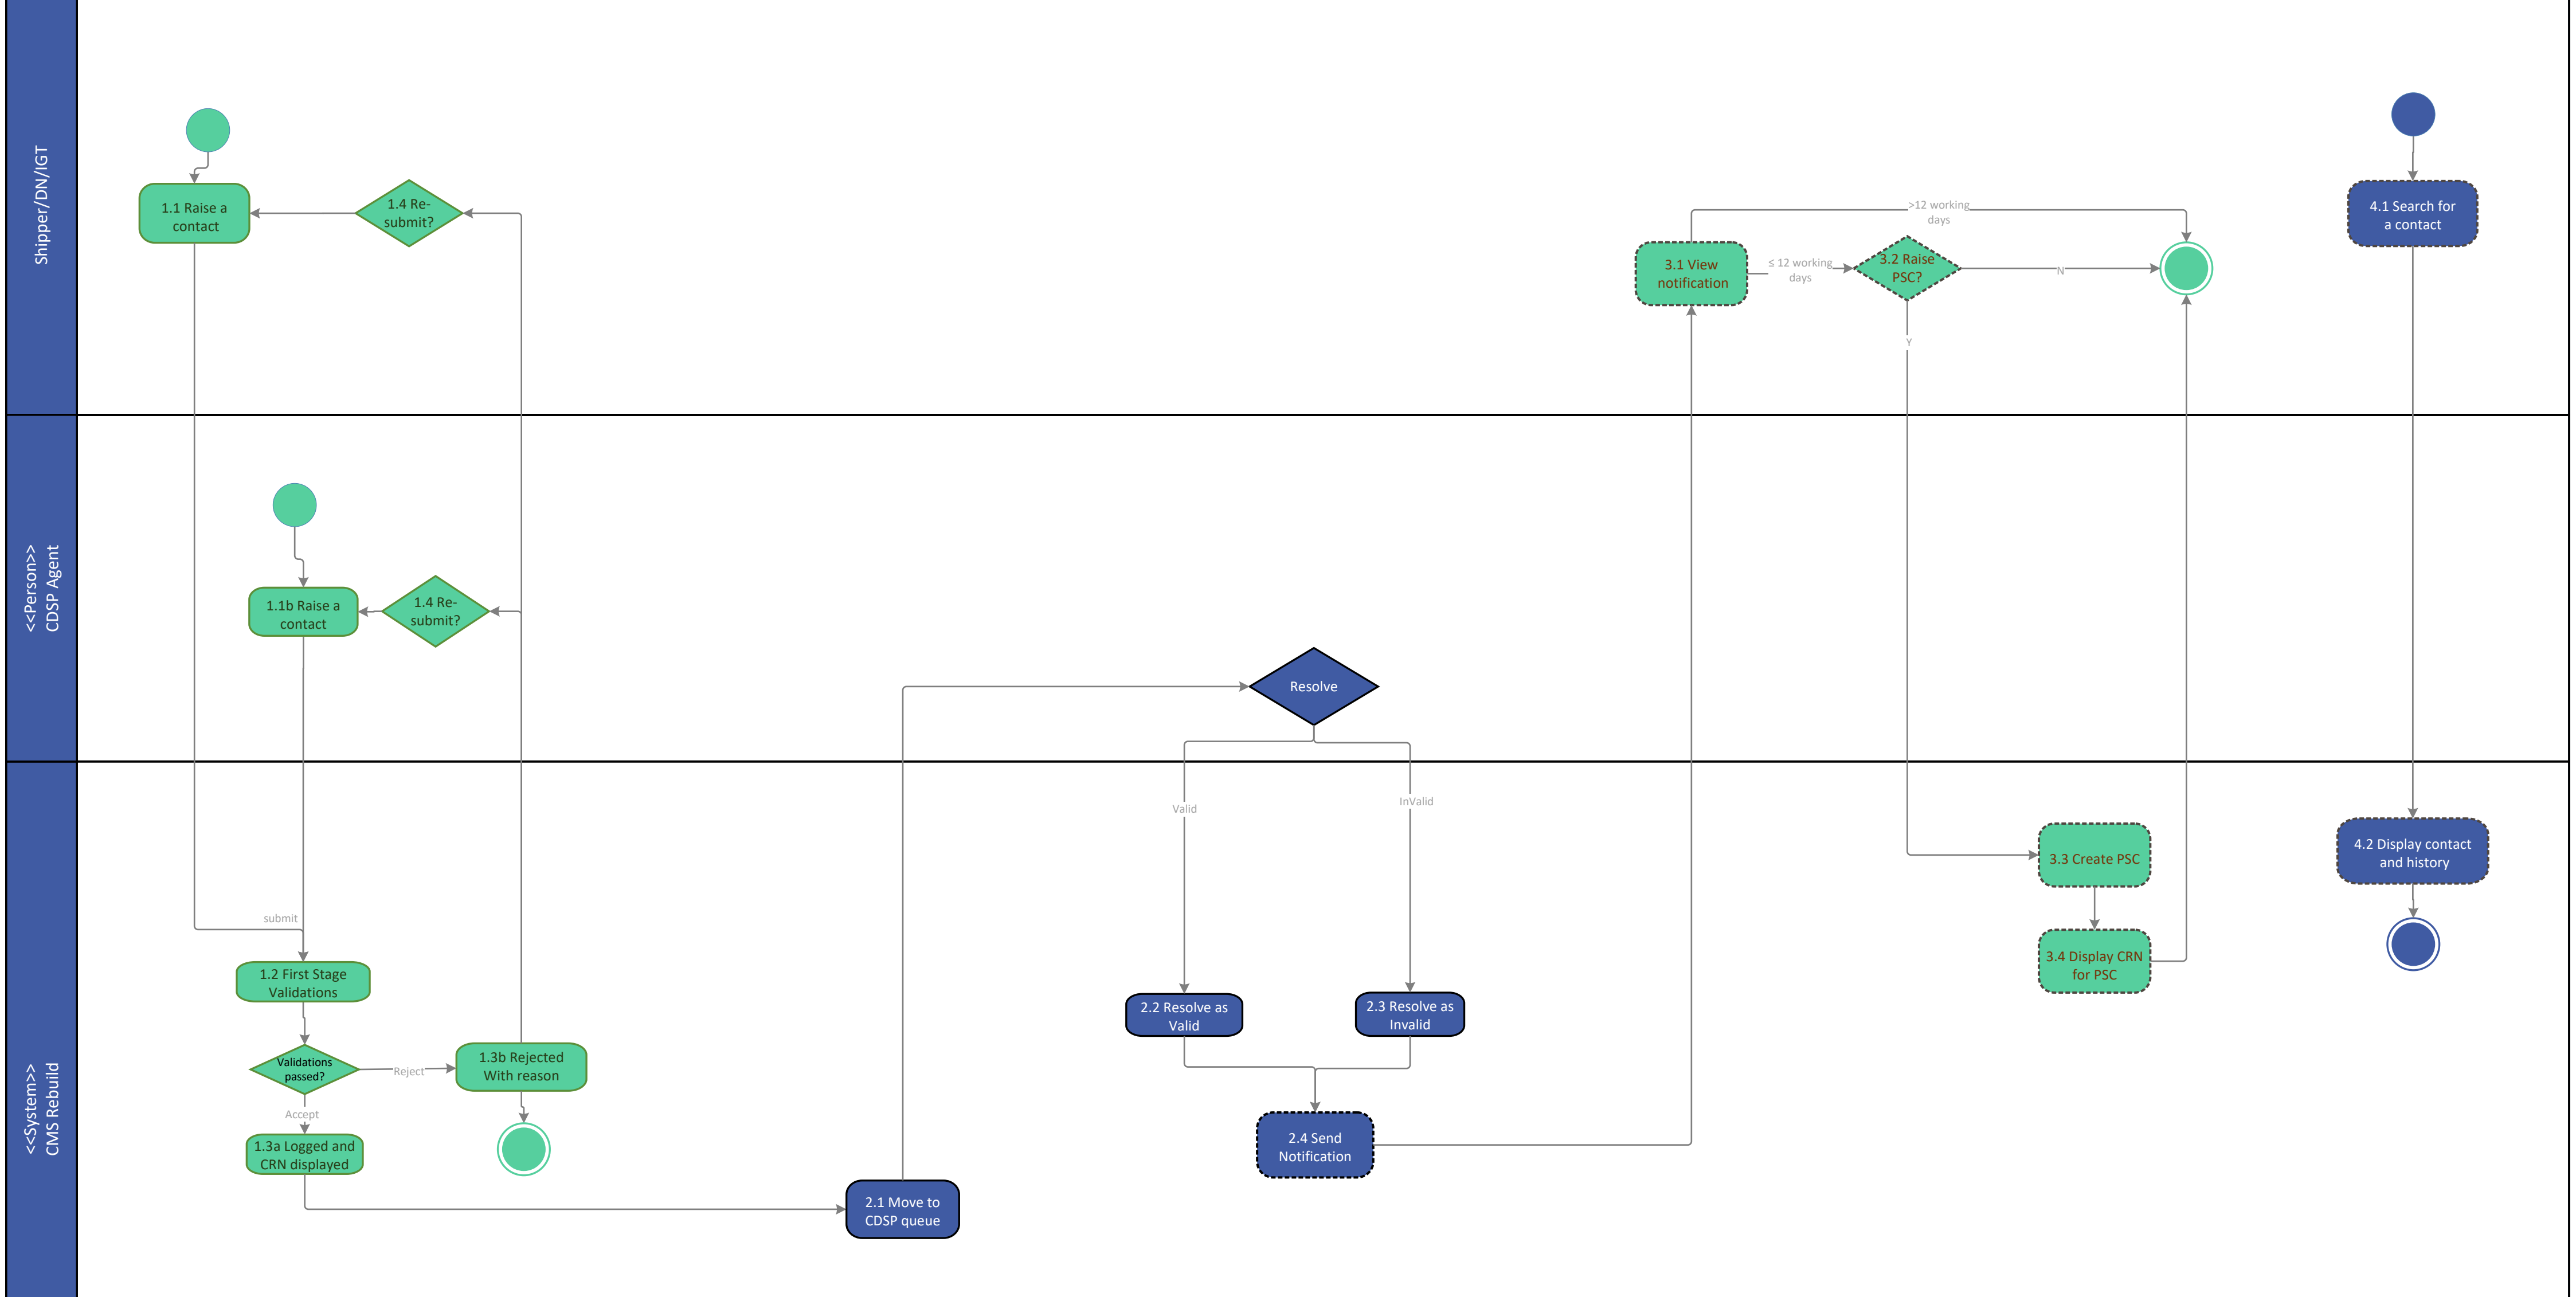 Shipper/DN/IGT
1.1 Raise a
contact
1.4 Re-
submit?
3.1 View
notification
>12 working
days
≤ 12 working
days
3.2 Raise
PSC?
N
Y
4.1 Search for
a contact
<<Person>>
CDSP Agent
1.1b Raise a
contact
1.4 Re-
submit?
Resolve
<<System>>
CMS Rebuild
submit
1.2 First Stage
Validations
Validations
passed?
Reject
1.3b Rejected
With reason
Accept
1.3a Logged and
CRN displayed
2.1 Move to
CDSP queue
Valid
InValid
2.2 Resolve as
Valid
2.3 Resolve as
Invalid
2.4 Send
Notification
3.3 Create PSC
3.4 Display CRN
for PSC
4.2 Display contact
and history